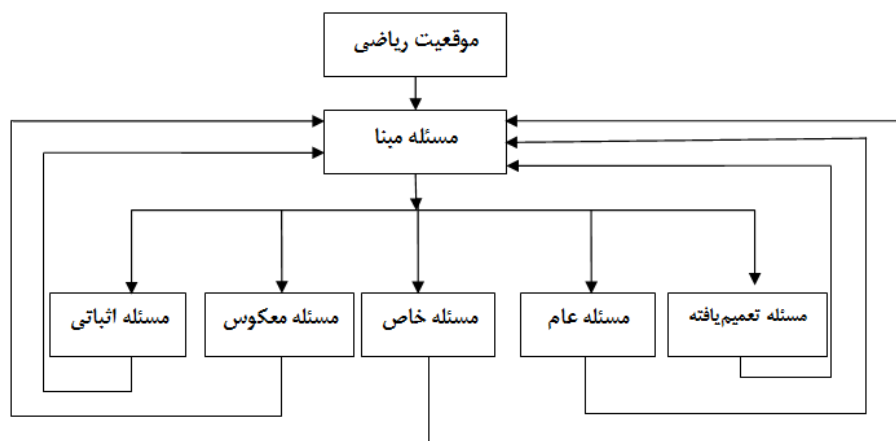 موقعیت ریاضی
مسئله مبنا
مسئله تعمیم‌یافته
مسئله عام
مسئله خاص
مسئله معکوس
مسئله اثباتی